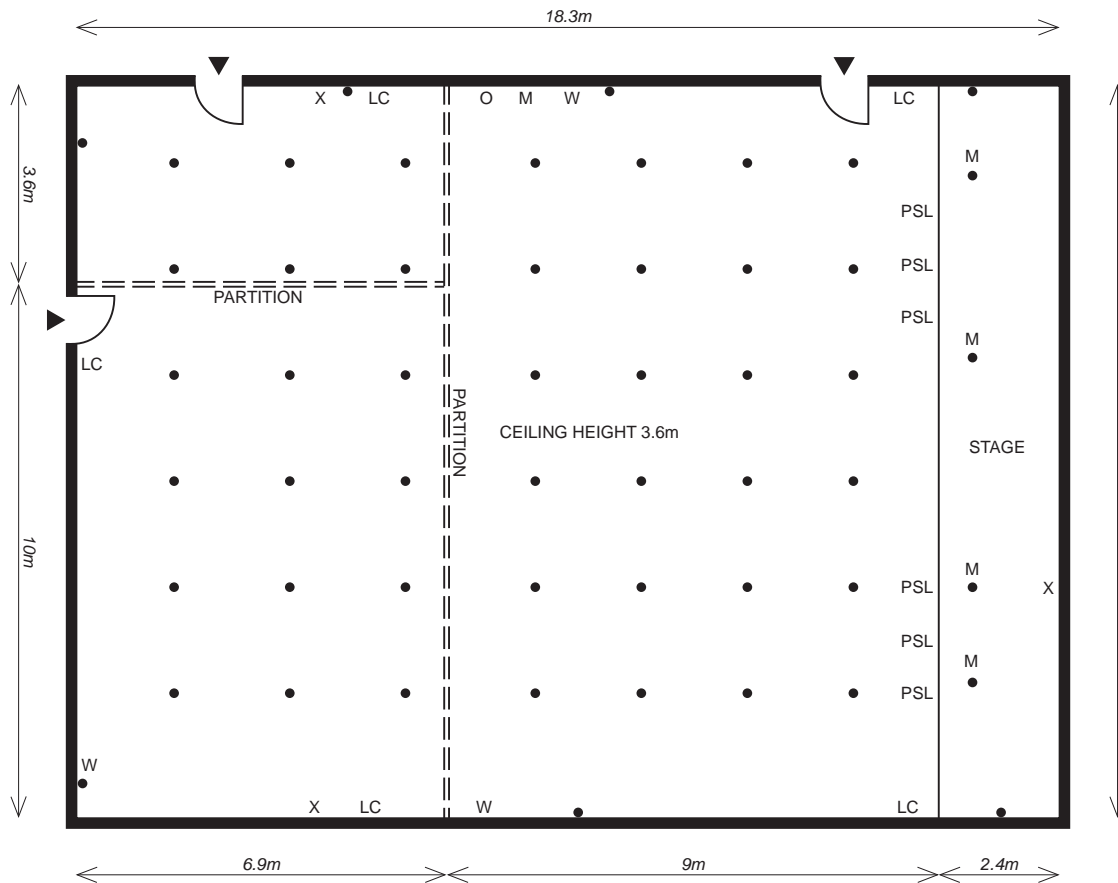 18.3m
X LC O M W LC
M
3.6m
PSL
PSL
PARTITION
PSL
M
LC
PARTITION
CEILING HEIGHT 3.6m
STAGE
10m
M
PSL X
PSL
M
PSL
W
X LC W LC
6.9m 9m 2.4m